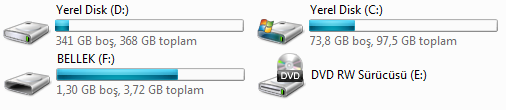 Yerel Disk (D:)
341 GB boş, 368 GB toplam
Yerel Disk (C:)
73,8 GB boş, 97,5 GB toplam
BELLEK (F:)
1,30 GB boş, 3,72 GB toplam
DVD
DVD RW Sürücüsü (E:)